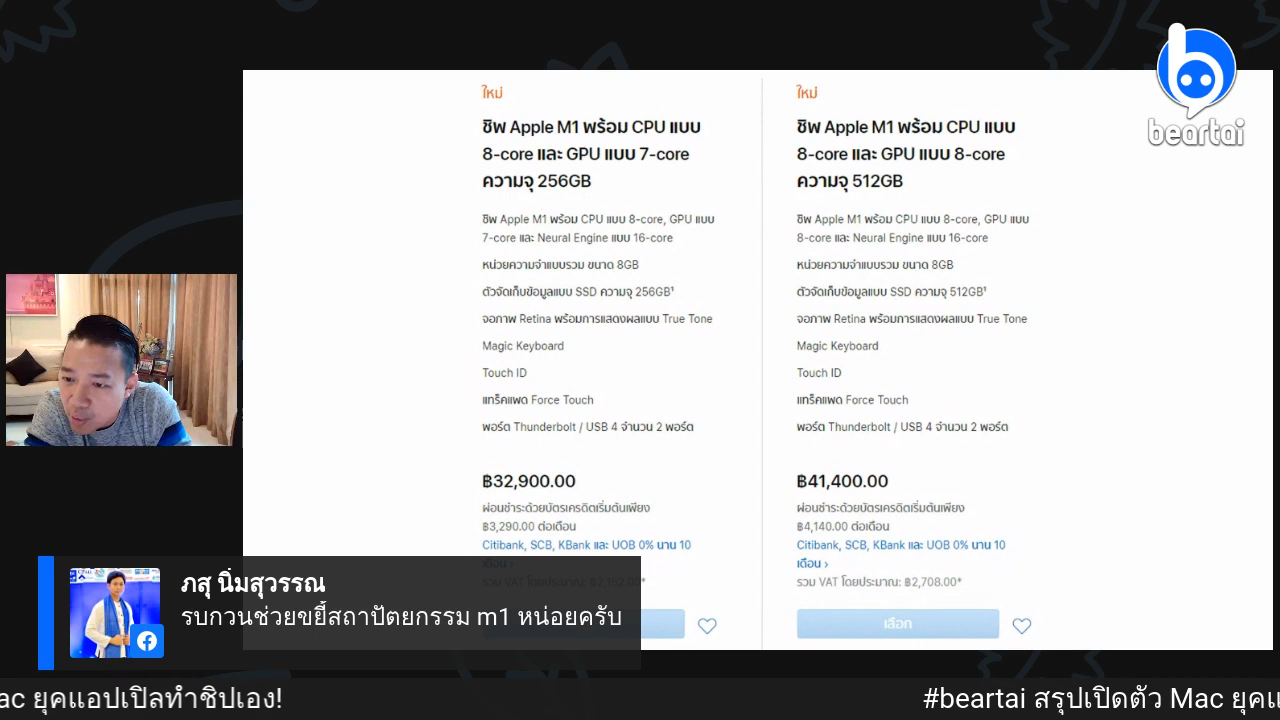 beartai
ใหม่
ชิพ Apple M1 พร้อม CPU แบบ
8-core และ GPU แบบ 7-core
ความจุ 256GB
ชิพ Apple M1 พร้อม CPU แบบ 8-core, GPU แบบ
7-core และ Neural Engine แบบ 16-core
หน่วยความจำแบบรวม ขนาด 8GB
ตัวจัดเก็บข้อมูลแบบ SSD ความจุ 256GB¹
จอภาพ Retina พร้อมการแสดงผลแบบ True Tone
Magic Keyboard
Touch ID
แทร็คแพด Force Touch
พอร์ต Thunderbolt / USB 4 จำนวน 2 พอร์ต
฿32,900.00
ผ่อนชำระด้วยบัตรเครดิตเริ่มต้นเพียง
฿3,290.00 ต่อเดือน
Citibank, SCB, KBank และ UOB 0% นาน 10
เดือน ›
รวม VAT โดยประมาณ: ฿2,152.*
ใหม่
ชิพ Apple M1 พร้อม CPU แบบ
8-core และ GPU แบบ 8-core
ความจุ 512GB
ชิพ Apple M1 พร้อม CPU แบบ 8-core, GPU แบบ
8-core และ Neural Engine แบบ 16-core
หน่วยความจำแบบรวม ขนาด 8GB
ตัวจัดเก็บข้อมูลแบบ SSD ความจุ 512GB¹
จอภาพ Retina พร้อมการแสดงผลแบบ True Tone
Magic Keyboard
Touch ID
แทร็คแพด Force Touch
พอร์ต Thunderbolt / USB 4 จำนวน 2 พอร์ต
฿41,400.00
ผ่อนชำระด้วยบัตรเครดิตเริ่มต้นเพียง
฿4,140.00 ต่อเดือน
Citibank, SCB, KBank และ UOB 0% นาน 10
เดือน ›
รวม VAT โดยประมาณ: ฿2,708.00*
เลือก
ภสุ นิ่มสุวรรณ
รบกวนช่วยขยี้สถาปัตยกรรม m1 หน่อยครับ
ac ยุคแอปเปิลทำชิปเอง!
#beartai สรุปเปิดตัว Mac ยุคแ